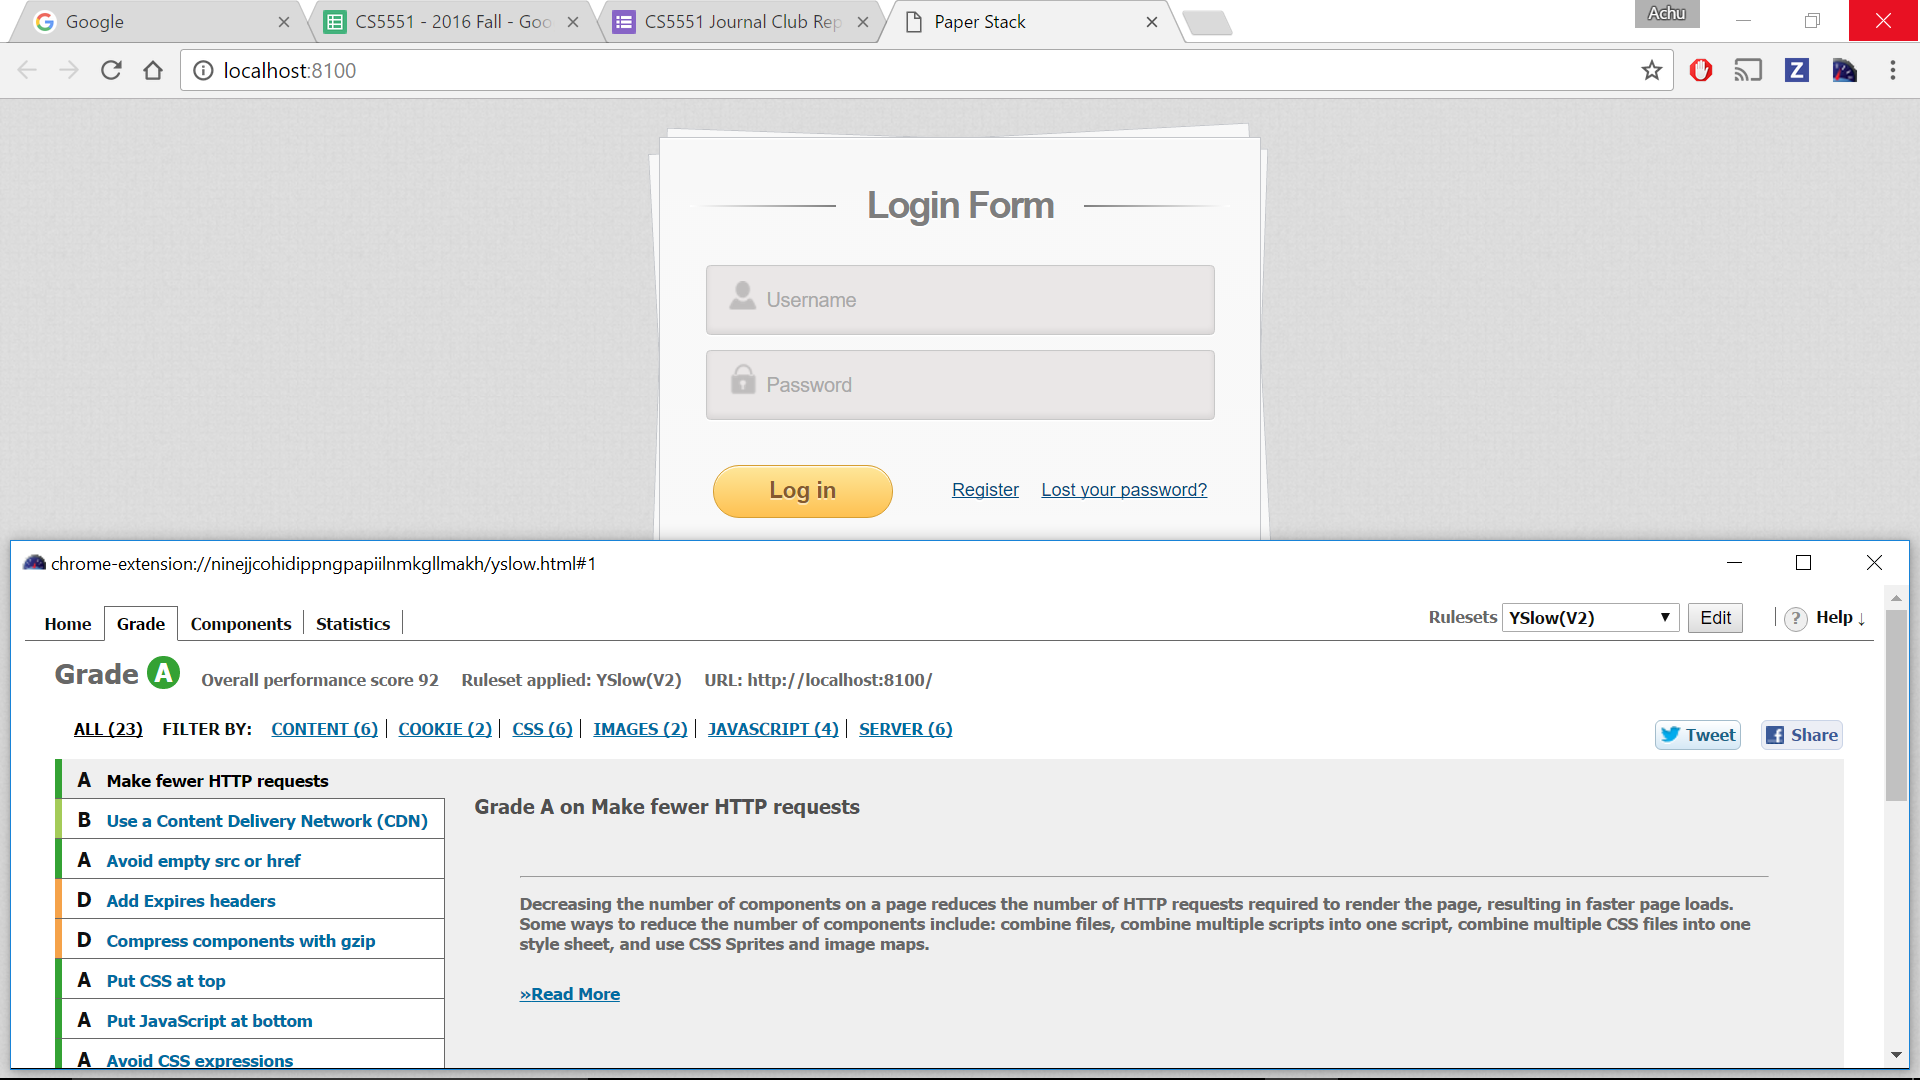 Google
CS5551 - 2016 Fall - Goo
CS5551 Journal Club Rep
Paper Stack
Achu
localhost:8100
Z
Login Form
Username
Password
Log in
Register
Lost your password?
chrome-extension://ninejjcohidippngpapiilnmkgllmakh/yslow.html#1
Home
Grade
Components
Statistics
Rulesets
YSlow(V2)
Edit
? Help ↓
Grade A Overall performance score 92 Ruleset applied: YSlow(V2) URL: http://localhost:8100/
ALL (23) FILTER BY: CONTENT (6) COOKIE (2) CSS (6) IMAGES (2) JAVASCRIPT (4) SERVER (6)
Tweet
Share
A Make fewer HTTP requests
B Use a Content Delivery Network (CDN)
A Avoid empty src or href
D Add Expires headers
D Compress components with gzip
A Put CSS at top
A Put JavaScript at bottom
A Avoid CSS expressions
Grade A on Make fewer HTTP requests
Decreasing the number of components on a page reduces the number of HTTP requests required to render the page, resulting in faster page loads.
Some ways to reduce the number of components include: combine files, combine multiple scripts into one script, combine multiple CSS files into one
style sheet, and use CSS Sprites and image maps.
»Read More